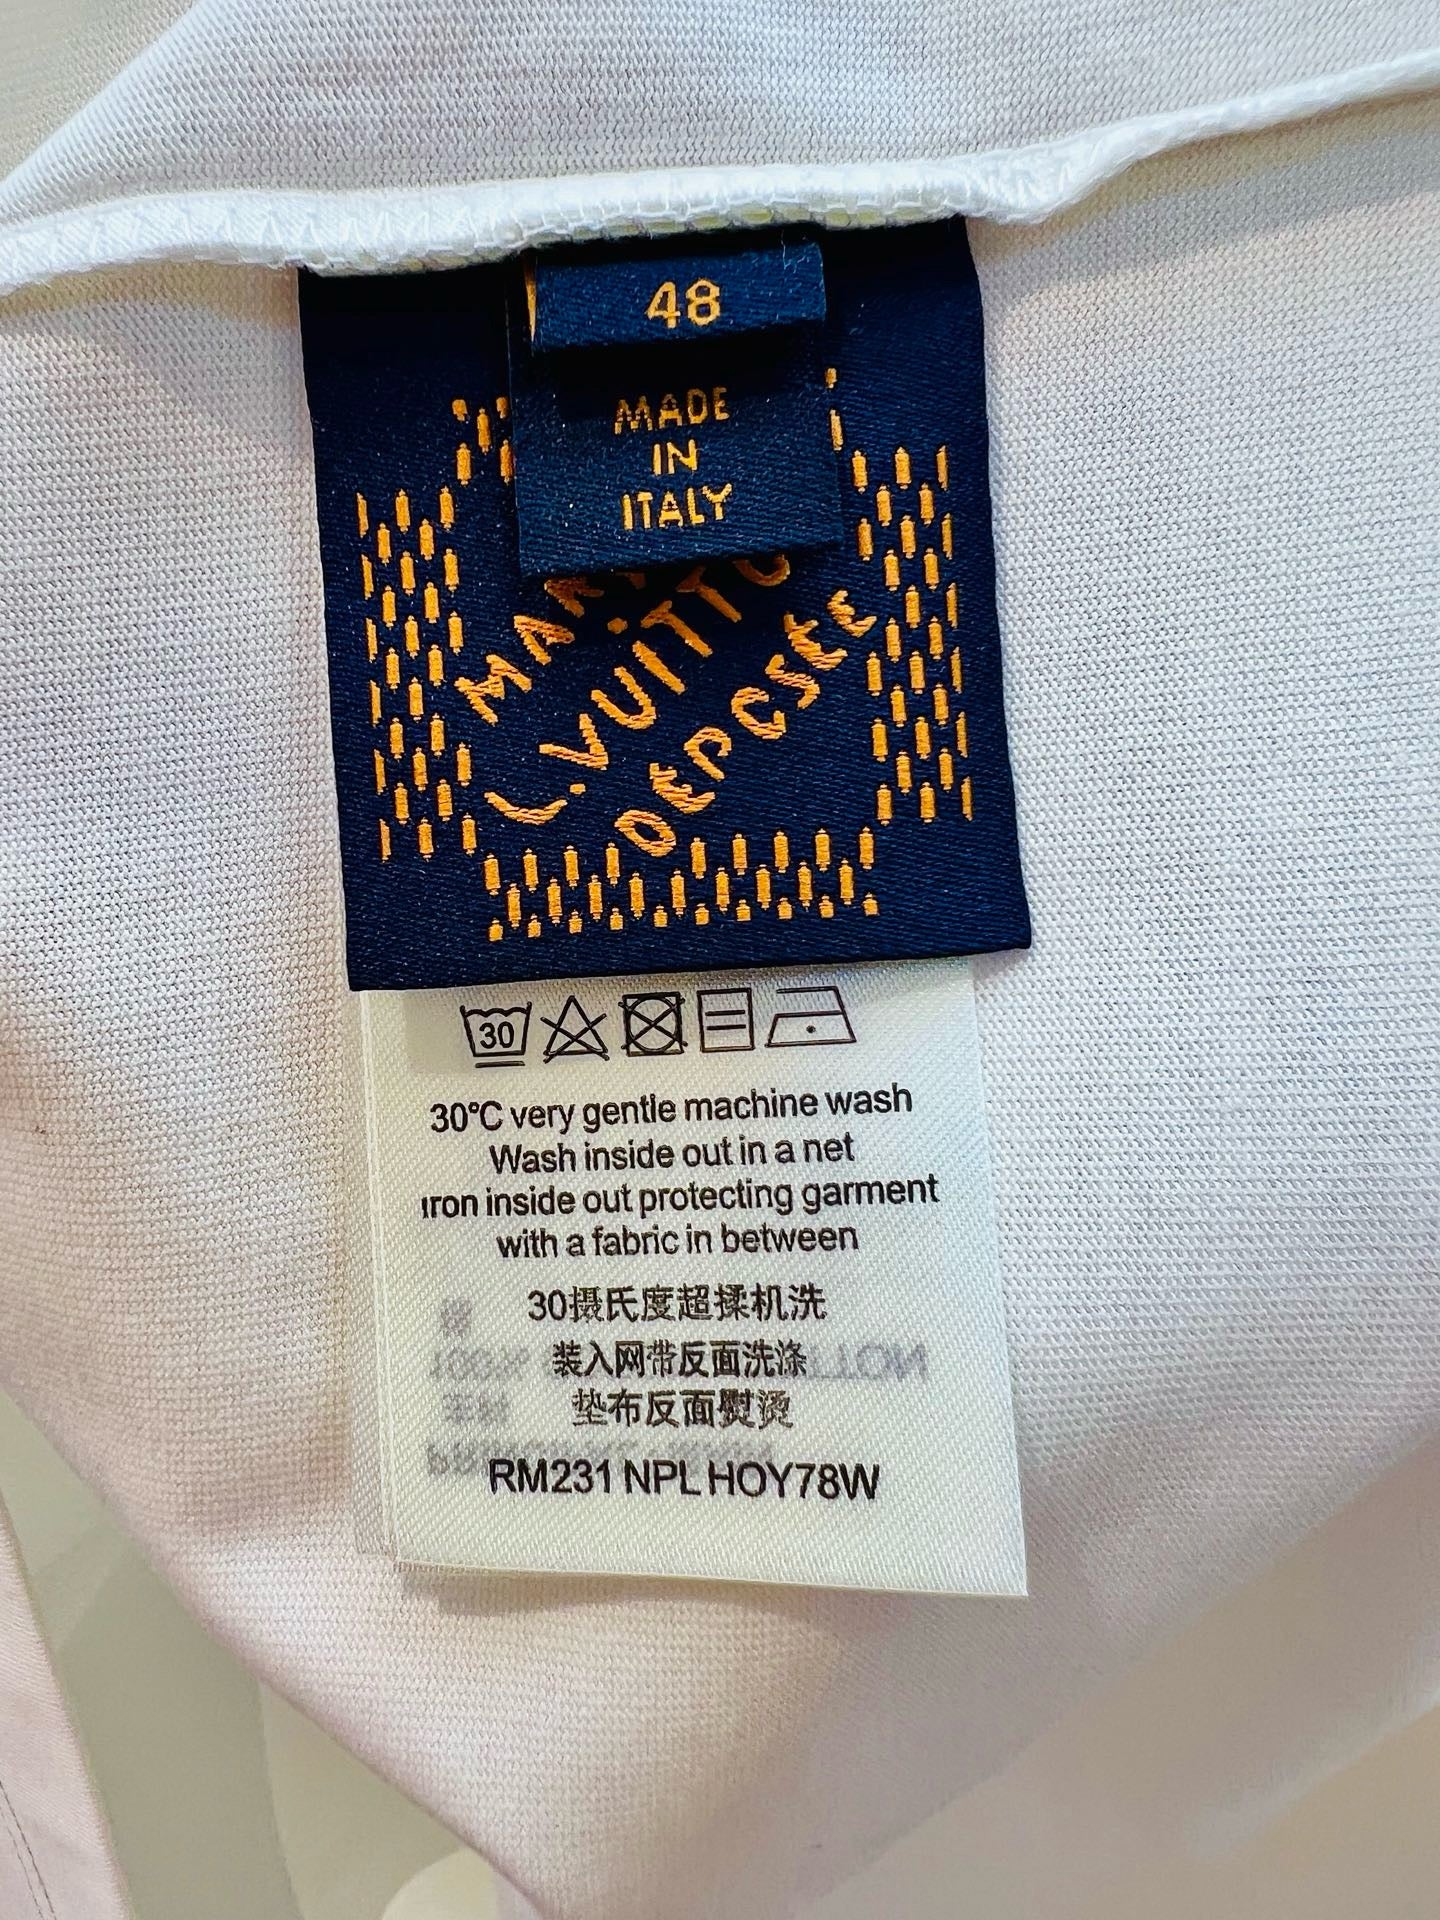 48
MADE
IN
ITALY
L.VUITTO
DEPCSEE
30
30°C very gentle machine wash
Wash inside out in a net
Iron inside out protecting garment
with a fabric in between
30摄氏度超揉机洗
装入网带反面洗涤
垫布反面熨烫
RM231 NPL HOY78W